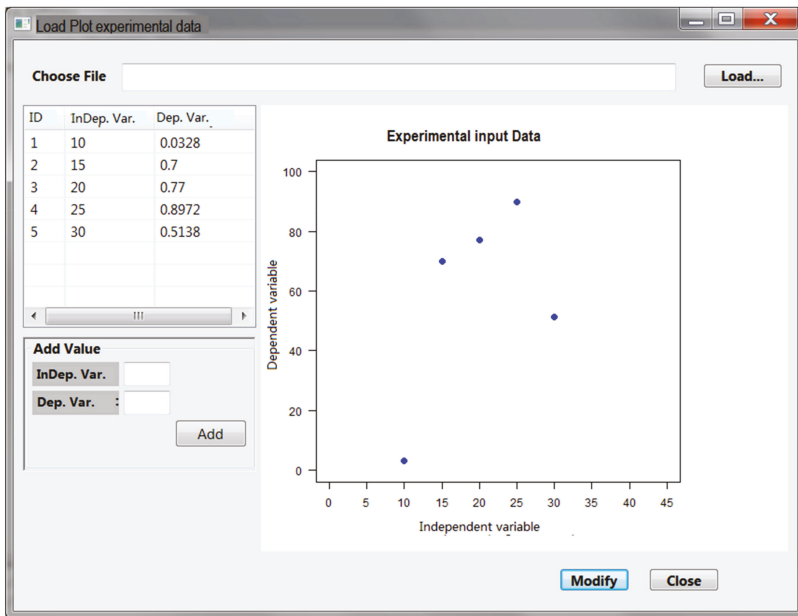 Load Plot experimental data
Choose File
Load...
ID InDep. Var. Dep. Var.
1 10 0.0328
2 15 0.7
3 20 0.77
4 25 0.8972
5 30 0.5138
Add Value
InDep. Var.
Dep. Var. :
Add
Experimental input Data
100
80
60
40
20
0
Dependent variable
0 5 10 15 20 25 30 35 40 45
Independent variable
Modify Close